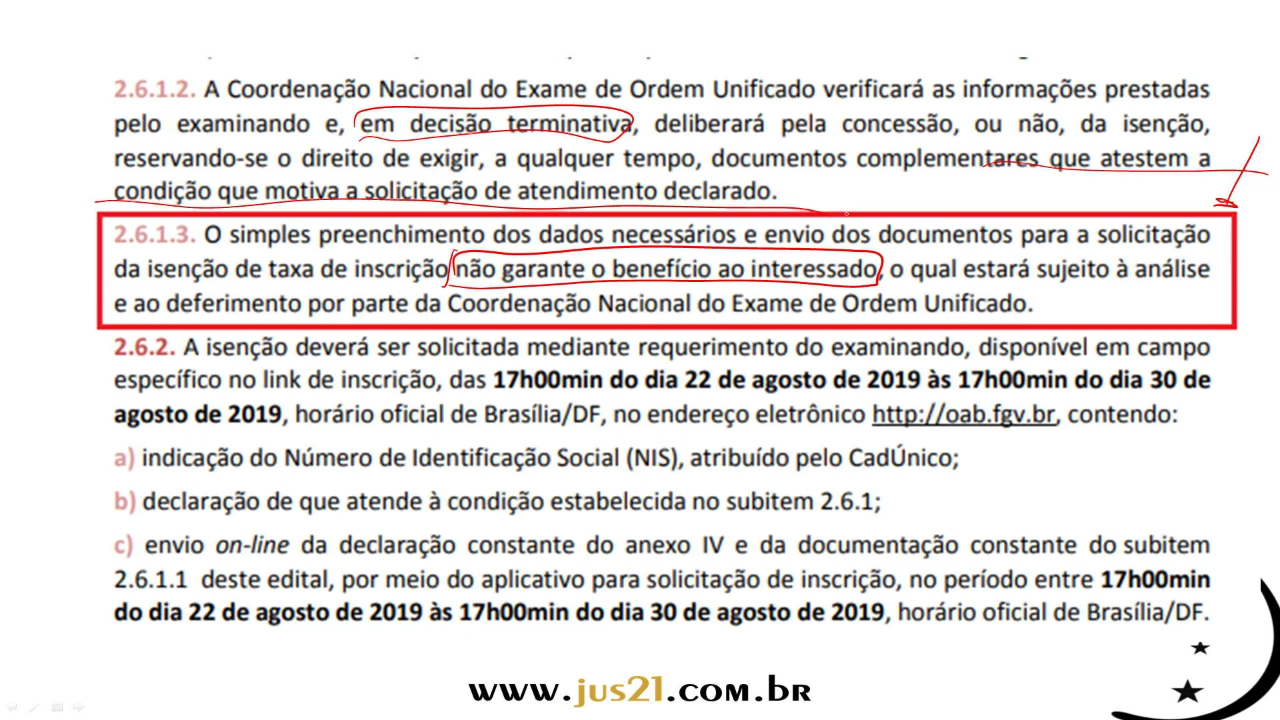 2.6.1.2. A Coordenação Nacional do Exame de Ordem Unificado verificará as informações prestadas
pelo examinando e, em decisão terminativa, deliberará pela concessão, ou não, da isenção,
reservando-se o direito de exigir, a qualquer tempo, documentos complementares que atestem a
condição que motiva a solicitação de atendimento declarado.
2.6.1.3. O simples preenchimento dos dados necessários e envio dos documentos para a solicitação
da isenção de taxa de inscrição não garante o benefício ao interessado, o qual estará sujeito à análise
e ao deferimento por parte da Coordenação Nacional do Exame de Ordem Unificado.
2.6.2. A isenção deverá ser solicitada mediante requerimento do examinando, disponível em campo
específico no link de inscrição, das 17h00min do dia 22 de agosto de 2019 às 17h00min do dia 30 de
agosto de 2019, horário oficial de Brasília/DF, no endereço eletrônico http://oab.fgv.br, contendo:
a) indicação do Número de Identificação Social (NIS), atribuído pelo CadÚnico;
b) declaração de que atende à condição estabelecida no subitem 2.6.1;
c) envio on-line da declaração constante do anexo IV e da documentação constante do subitem
2.6.1.1 deste edital, por meio do aplicativo para solicitação de inscrição, no período entre 17h00min
do dia 22 de agosto de 2019 às 17h00min do dia 30 de agosto de 2019, horário oficial de Brasília/DF.
www.jus21.com.br